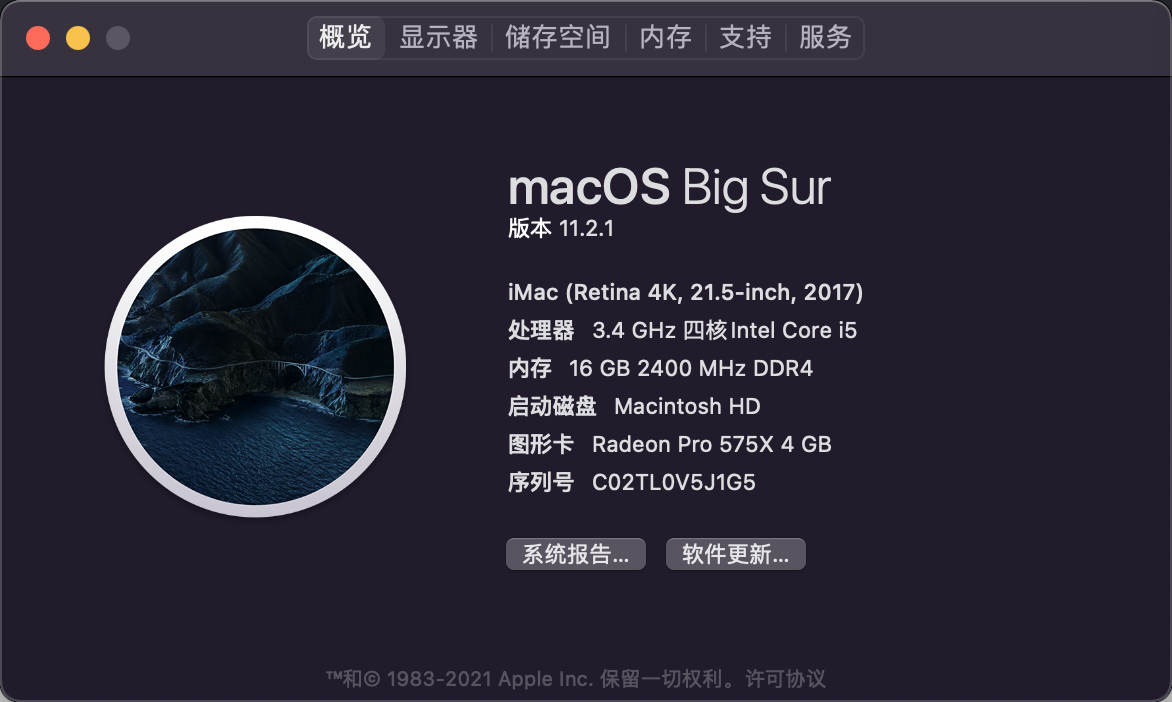 概览 显示器 储存空间 内存 支持 服务
macOS Big Sur
版本 11.2.1
iMac (Retina 4K, 21.5-inch, 2017)
处理器 3.4 GHz 四核Intel Core i5
内存 16 GB 2400 MHz DDR4
启动磁盘 Macintosh HD
图形卡 Radeon Pro 575X 4 GB
序列号 C02TL0V5J1G5
系统报告... 软件更新...
™和© 1983-2021 Apple Inc. 保留一切权利。许可协议